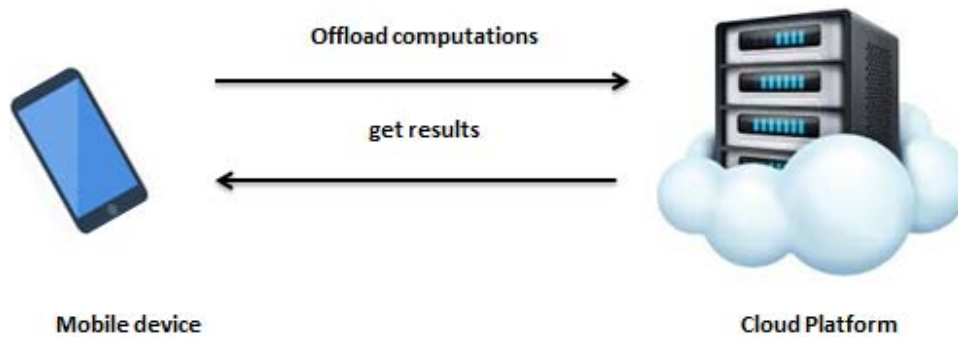 Offload computations
get results
Mobile device
Cloud Platform